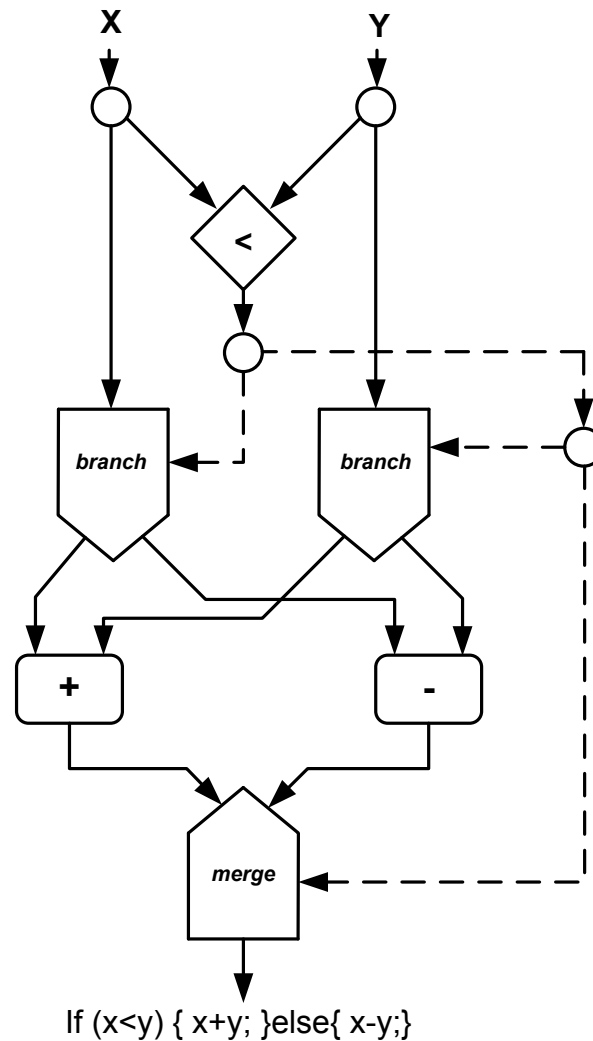 X
Y
<
branch
branch
+
-
merge
If (x<y) { x+y; }else{ x-y;}